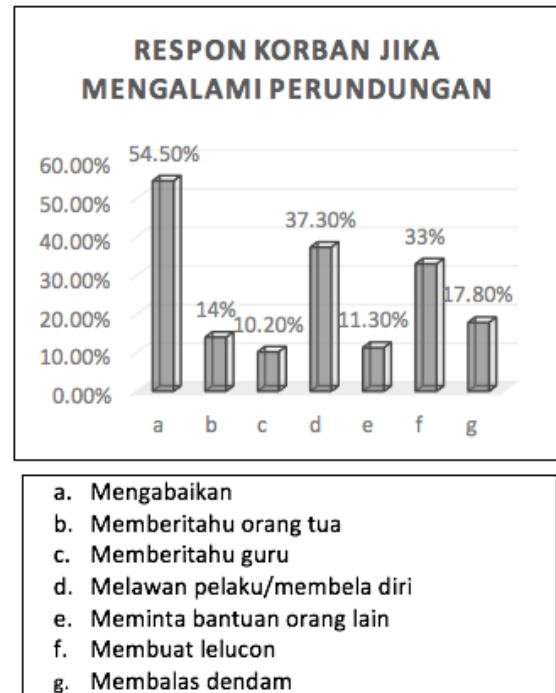 RESPON KORBAN JIKA
MENGALAMI PERUNDUNGAN
54.50%
60.00%
50.00%
37.30%
40.00%
33%
30.00%
17.80%
20.00%
14%
10.20%
11.30%
10.00%
0.00%
a b c d e f g
a. Mengabaikan
b. Memberitahu orang tua
c. Memberitahu guru
d. Melawan pelaku/membela diri
e. Meminta bantuan orang lain
f. Membuat lelucon
g. Membalas dendam